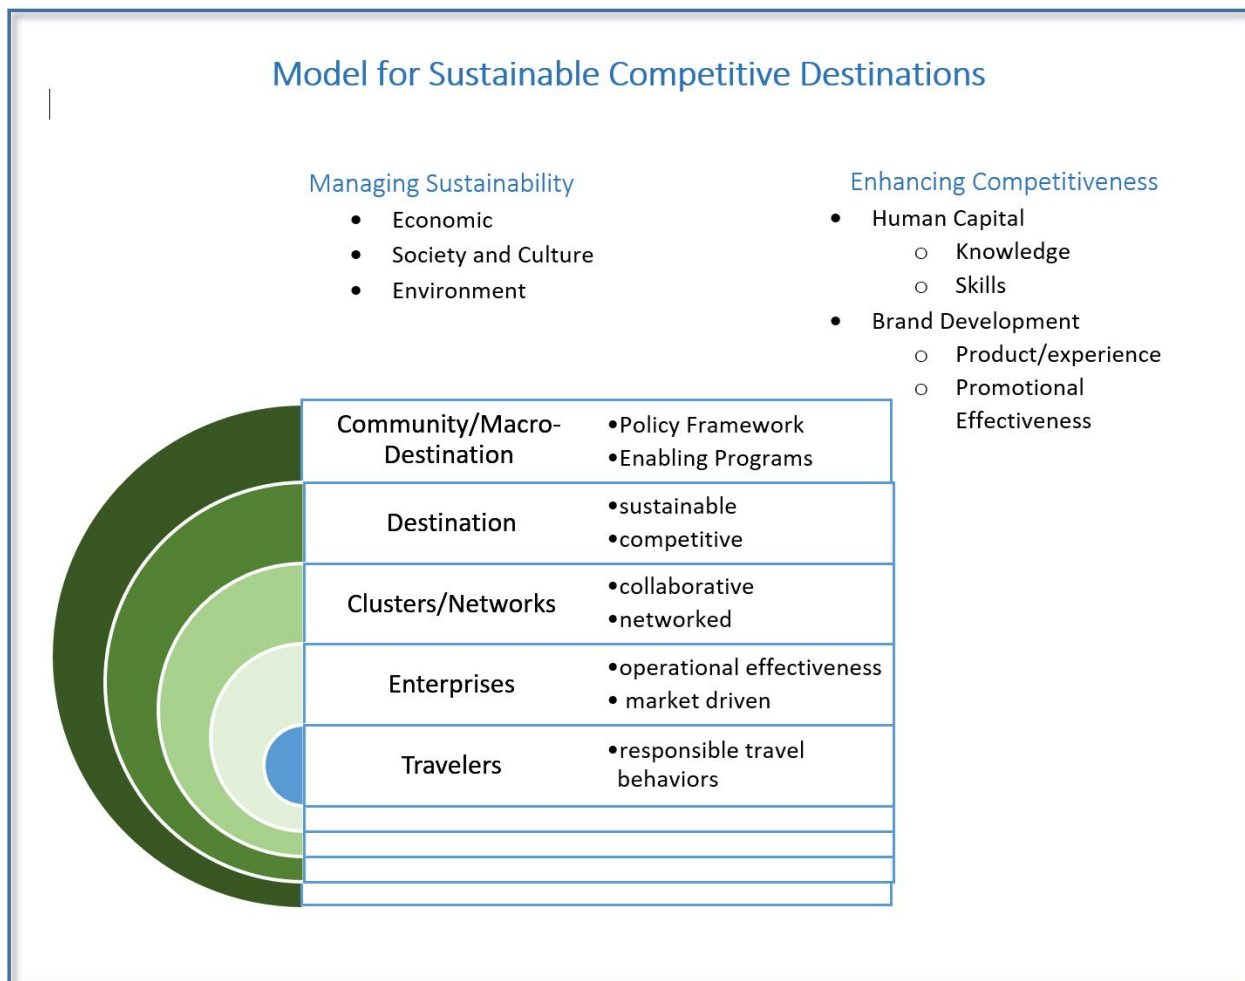 Model for Sustainable Competitive Destinations
Managing Sustainability
• Economic
• Society and Culture
• Environment
Enhancing Competitiveness
• Human Capital
o Knowledge
o Skills
• Brand Development
o Product/experience
o Promotional
Effectiveness
Community/Macro-
Destination
•Policy Framework
•Enabling Programs
Destination
•sustainable
•competitive
Clusters/Networks
•collaborative
•networked
Enterprises
•operational effectiveness
• market driven
Travelers
•responsible travel
behaviors